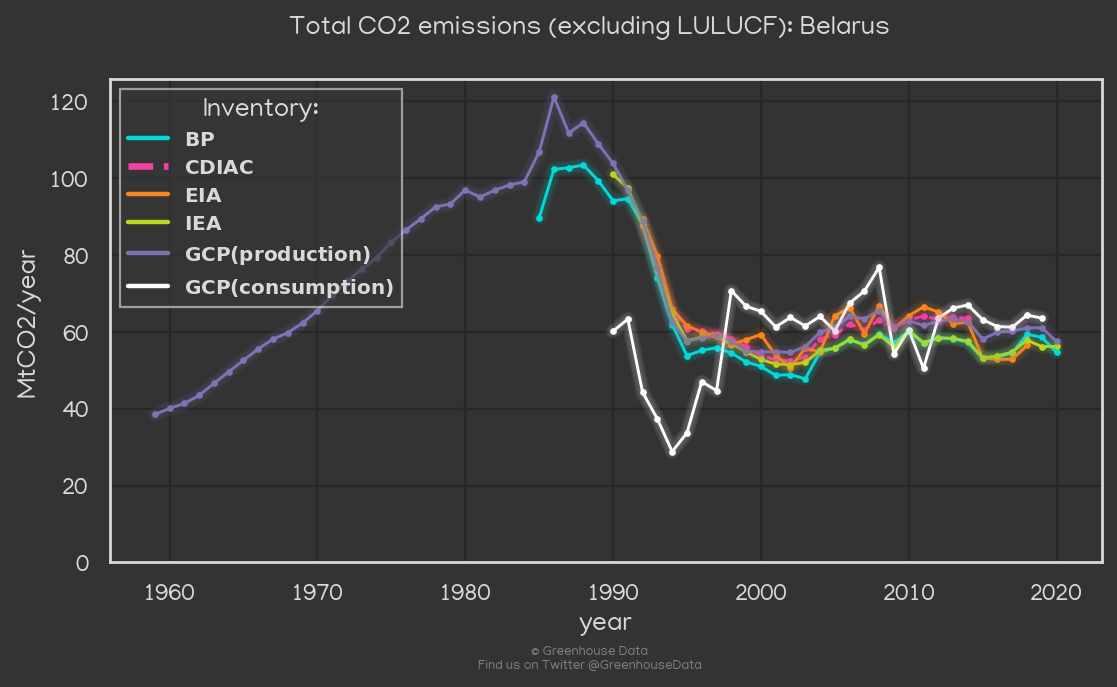 Total CO2 emissions (excluding LULUCF): Belarus
Inventory:
BP
CDIAC
EIA
IEA
GCP(production)
GCP(consumption)
MtCO2/year
120
100
80
60
40
20
0
1960 1970 1980 1990 2000 2010 2020
year
© Greenhouse Data
Find us on Twitter @GreenhouseData